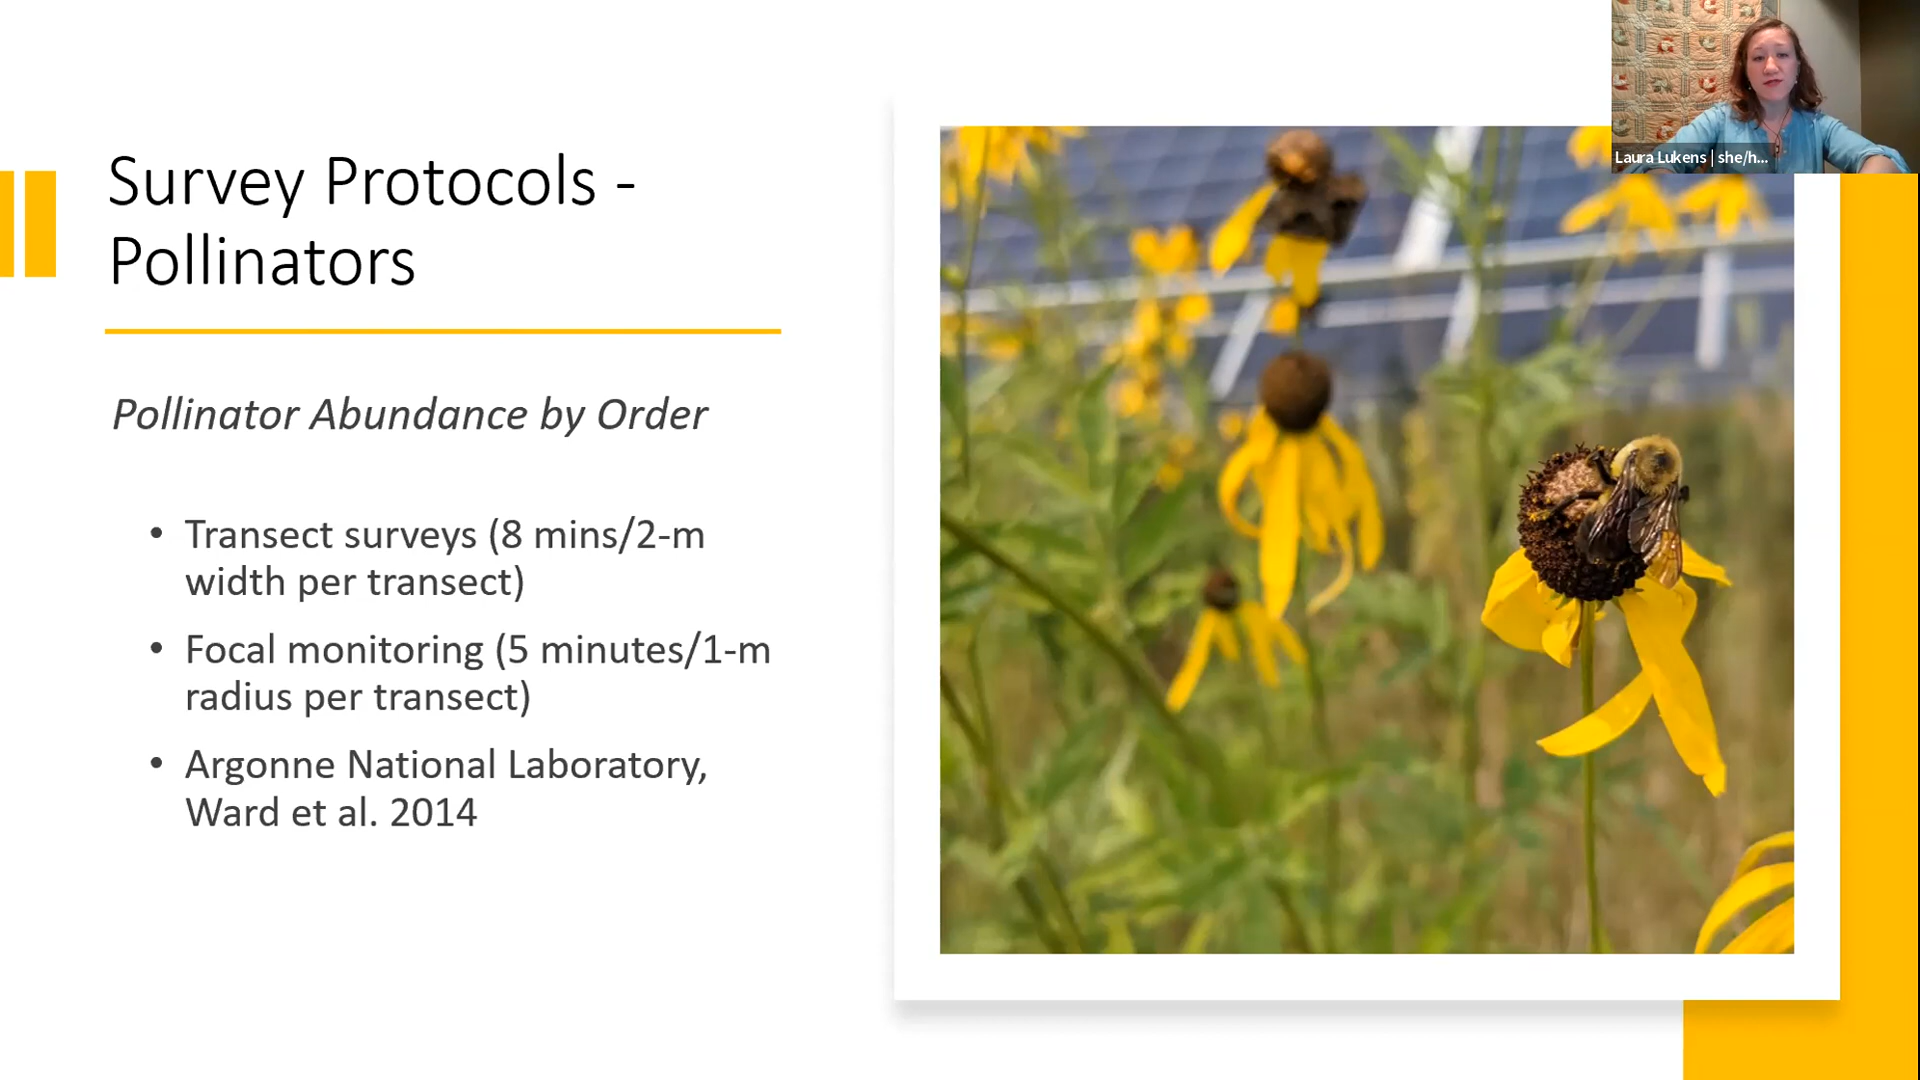 Laura Lukens | she/h...
Survey Protocols -
Pollinators
Pollinator Abundance by Order
• Transect surveys (8 mins/2-m
width per transect)
• Focal monitoring (5 minutes/1-m
radius per transect)
• Argonne National Laboratory,
Ward et al. 2014